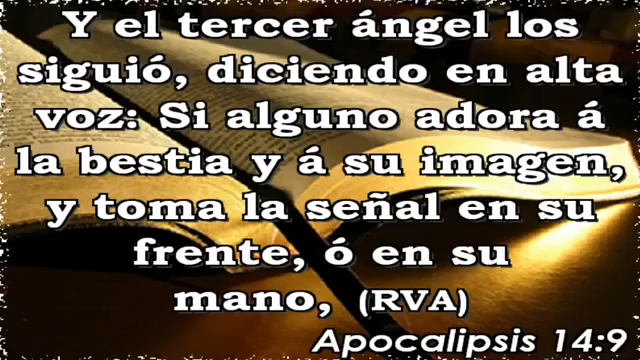 Y el tercer ángel los
siguió, diciendo en alta
voz: Si alguno adora á
la bestia y á su imagen,
y toma la señal en su
frente, ó en su
mano, (RVA)
Apocalipsis 14:9